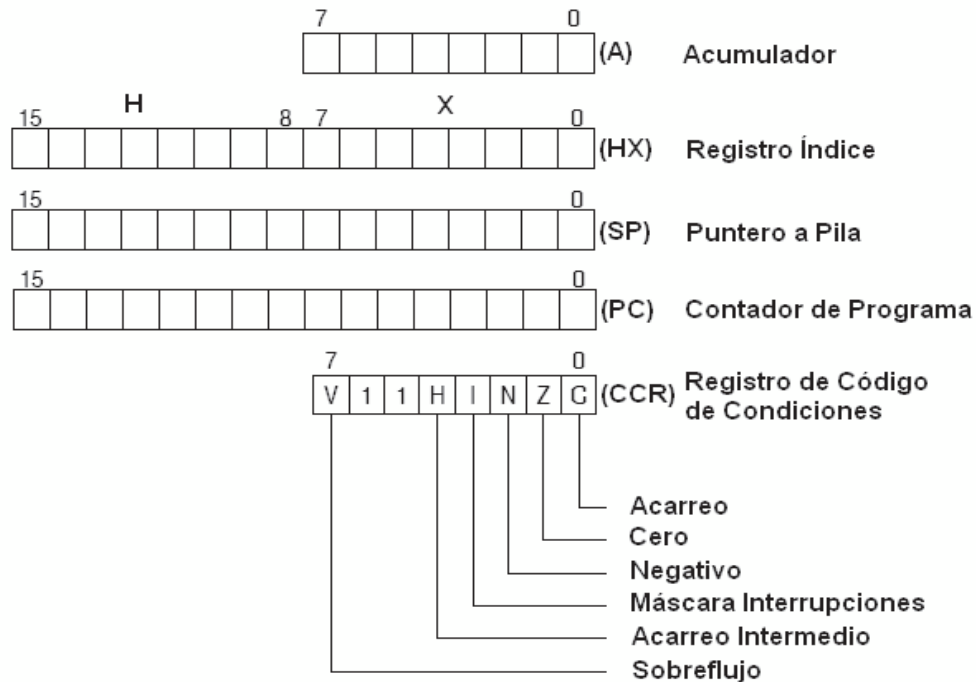 7 0
(A) Acumulador
H X
15 8 7 0
(HX) Registro Índice
15 0
(SP) Puntero a Pila
15 0
(PC) Contador de Programa
7 0
V 1 1 H I N Z C (CCR) Registro de Código
de Condiciones
Acarreo
Cero
Negativo
Máscara Interrupciones
Acarreo Intermedio
Sobreflujo